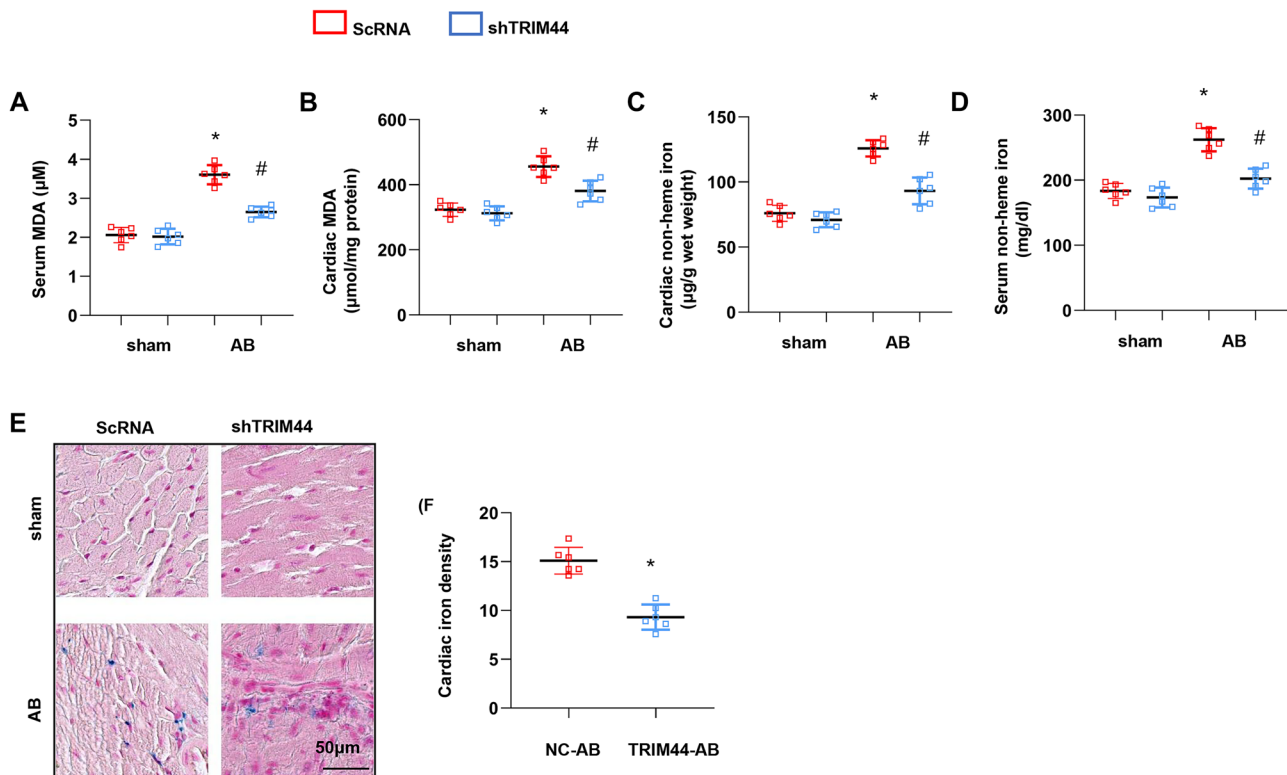 ScRNA shTRIM44
A
Serum MDA (μM)
5
4
3
2
1
0
*
#
sham AB
B
Cardiac MDA
(μmol/mg protein)
600
400
200
0
*
#
sham AB
C
Cardiac non-heme iron
(μg/g wet weight)
150
100
50
0
*
#
sham AB
D
Serum non-heme iron
(mg/dl)
300
200
100
0
*
#
sham AB
E
ScRNA shTRIM44
sham
AB
50μm
(F
Cardiac iron density
20
15
10
5
0
*
NC-AB TRIM44-AB